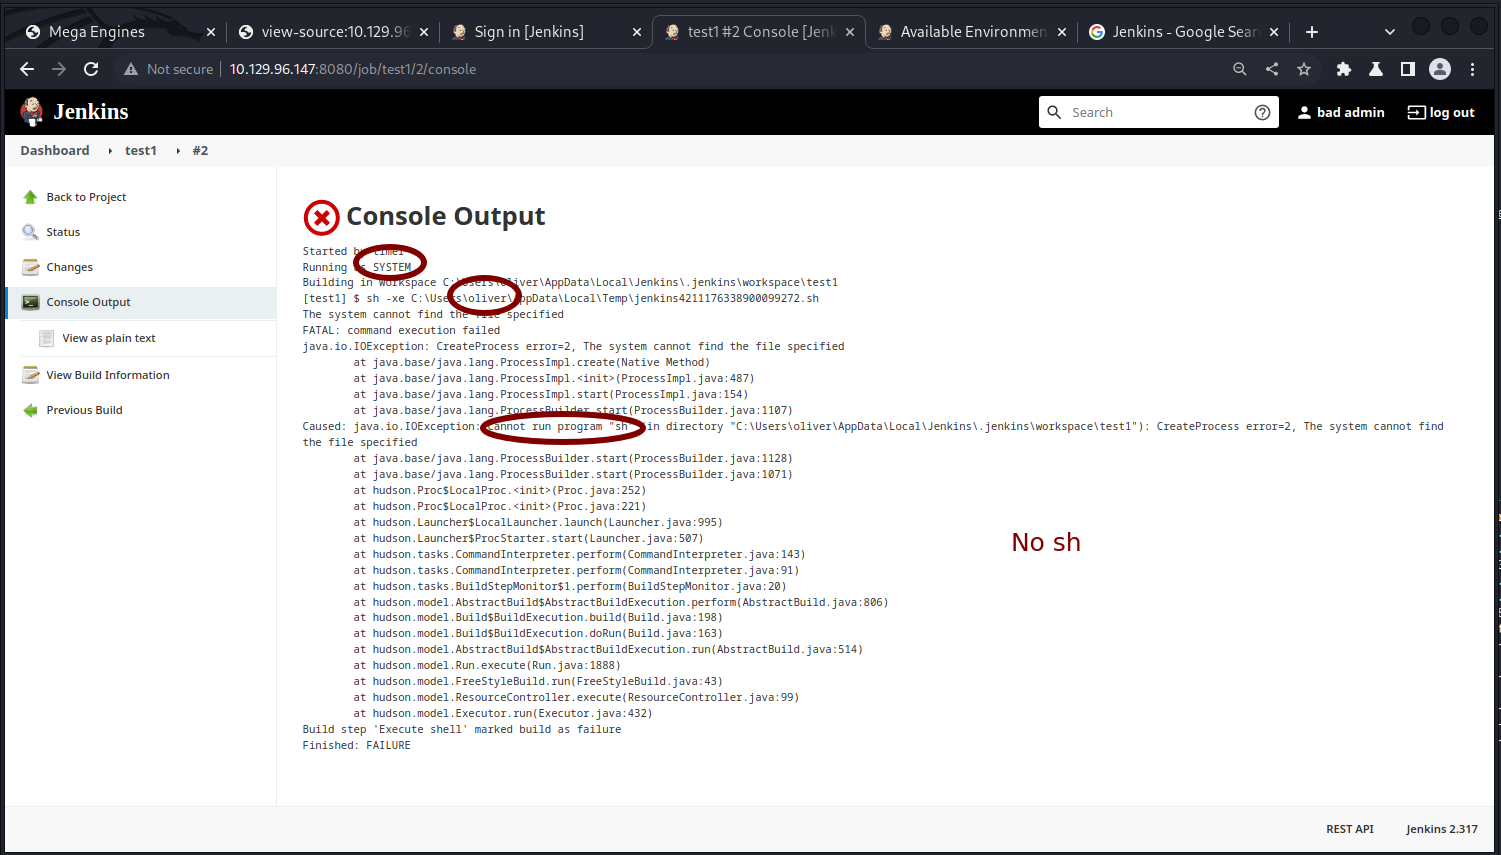 Mega Engines
view-source:10.129.96
Sign in [Jenkins]
test1 #2 Console [Jenk
Available Environmen
Jenkins - Google Sear
Not secure
10.129.96.147:8080/job/test1/2/console
Jenkins
Search
bad admin
log out
Dashboard
test1
#2
Back to Project
Status
Changes
Console Output
View as plain text
View Build Information
Previous Build
Console Output
Started by timer
Running as SYSTEM
Building in workspace C:\Users\oliver\AppData\Local\Jenkins\.jenkins\workspace\test1
[test1] $ sh -xe C:\Users\oliver\AppData\Local\Temp\jenkins4211176338900099272.sh
The system cannot find the file specified
FATAL: command execution failed
java.io.IOException: CreateProcess error=2, The system cannot find the file specified
at java.base/java.lang.ProcessImpl.create(Native Method)
at java.base/java.lang.ProcessImpl.<init>(ProcessImpl.java:487)
at java.base/java.lang.ProcessImpl.start(ProcessImpl.java:154)
at java.base/java.lang.ProcessBuilder.start(ProcessBuilder.java:1107)
Caused: java.io.IOException: Cannot run program "sh" (in directory "C:\Users\oliver\AppData\Local\Jenkins\.jenkins\workspace\test1"): CreateProcess error=2, The system cannot find
the file specified
at java.base/java.lang.ProcessBuilder.start(ProcessBuilder.java:1128)
at java.base/java.lang.ProcessBuilder.start(ProcessBuilder.java:1071)
at hudson.Proc$LocalProc.<init>(Proc.java:252)
at hudson.Proc$LocalProc.<init>(Proc.java:221)
at hudson.Launcher$LocalLauncher.launch(Launcher.java:995)
at hudson.Launcher$ProcStarter.start(Launcher.java:507)
at hudson.tasks.CommandInterpreter.perform(CommandInterpreter.java:143)
at hudson.tasks.CommandInterpreter.perform(CommandInterpreter.java:91)
at hudson.tasks.BuildStepMonitor$1.perform(BuildStepMonitor.java:20)
at hudson.model.AbstractBuild$AbstractBuildExecution.perform(AbstractBuild.java:806)
at hudson.model.Build$BuildExecution.build(Build.java:198)
at hudson.model.Build$BuildExecution.doRun(Build.java:163)
at hudson.model.AbstractBuild$AbstractBuildExecution.run(AbstractBuild.java:514)
at hudson.model.Run.execute(Run.java:1888)
at hudson.model.FreeStyleBuild.run(FreeStyleBuild.java:43)
at hudson.model.ResourceController.execute(ResourceController.java:99)
at hudson.model.Executor.run(Executor.java:432)
Build step 'Execute shell' marked build as failure
Finished: FAILURE
No sh
REST API
Jenkins 2.317